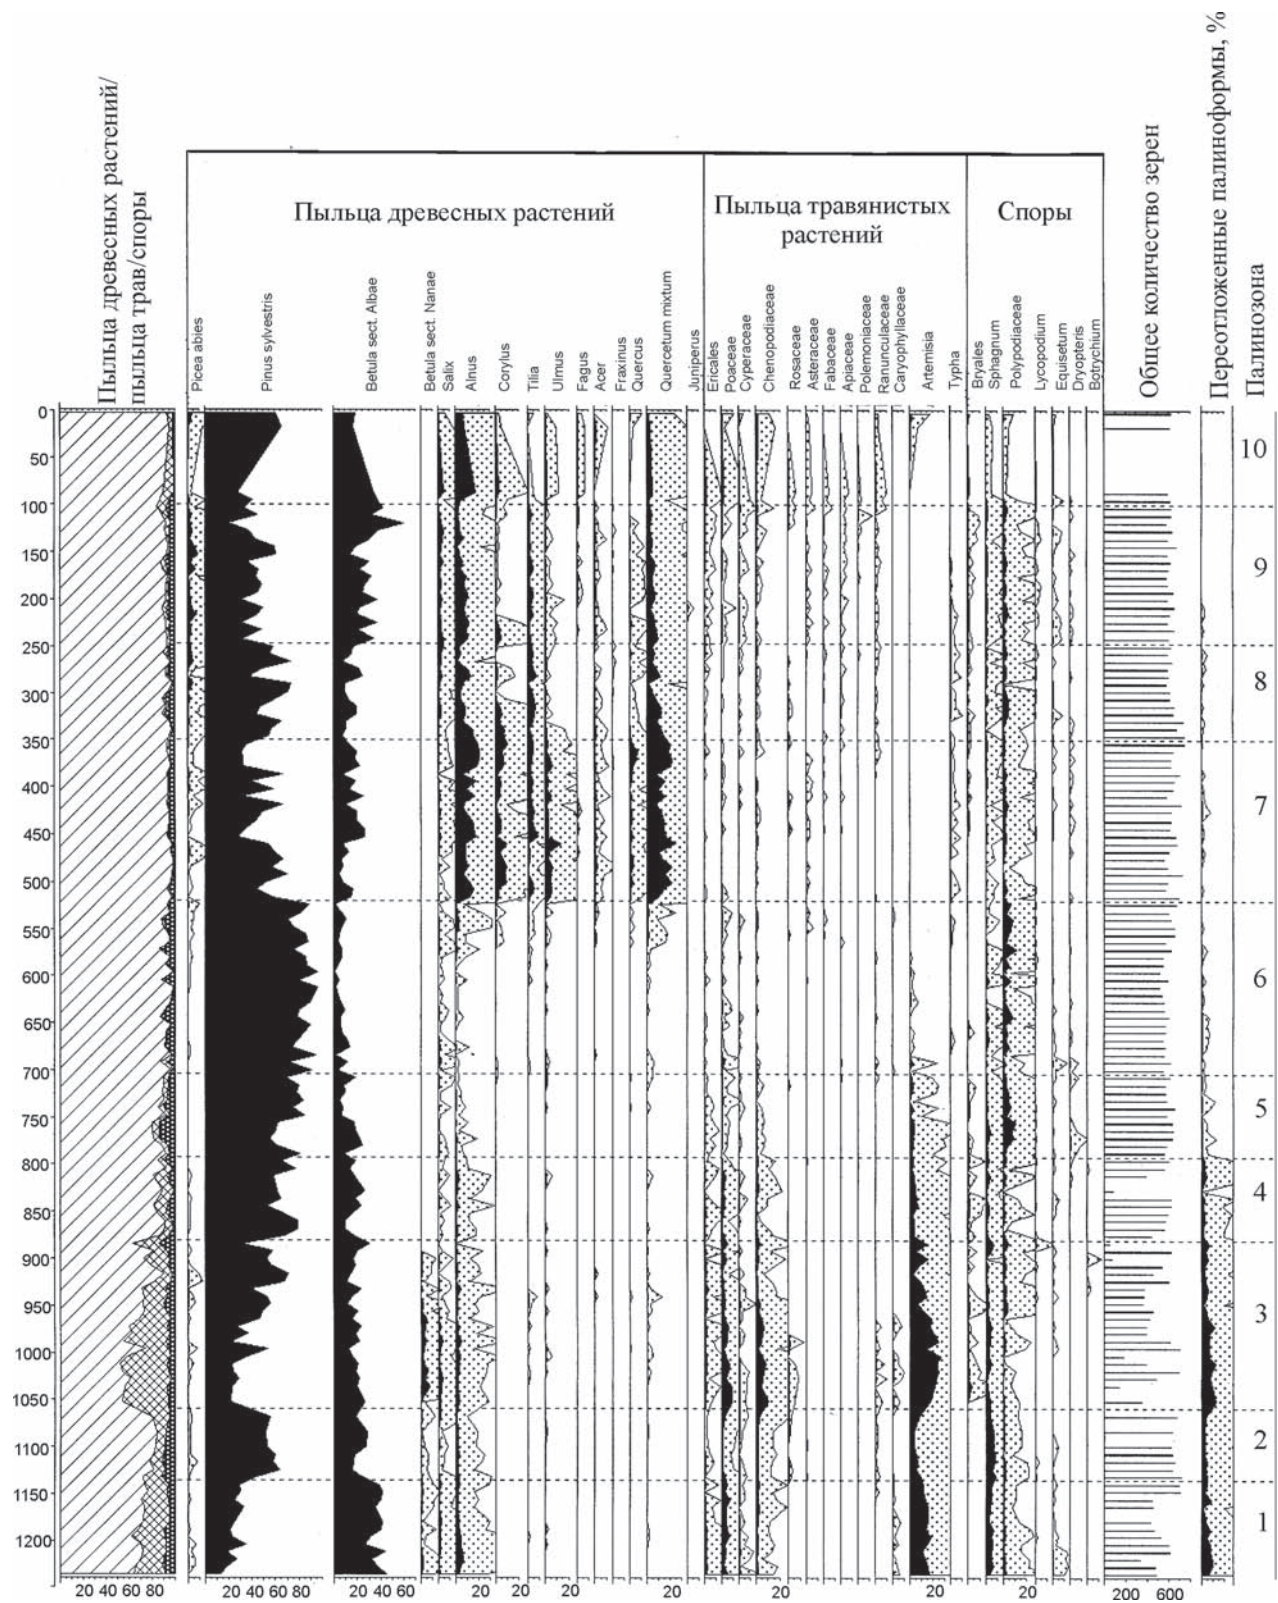 Пыльца древесных растений/
пыльца трав/споры
Пыльца древесных растений
Пыльца травянистых
растений
Споры
Общее количество зерен
Переотложенные палиноформы, %
Палинозона
Picea abies
Pinus sylvestris
Betula sect. Albae
Betula sect. Nanae
Salix
Alnus
Corylus
Tilia
Ulmus
Fagus
Acer
Fraxinus
Quercus
Quercetum mixtum
Juniperus
Ericales
Poaceae
Cyperaceae
Chenopodiaceae
Rosaceae
Asteraceae
Fabaceae
Apiaceae
Polemoniaceae
Ranunculaceae
Caryophyllaceae
Artemisia
Typha
Bryales
Sphagnum
Polypodiaceae
Lycopodium
Equisetum
Dryopteris
Botrychium
0
50
100
150
200
250
300
350
400
450
500
550
600
650
700
750
800
850
900
950
1000
1050
1100
1150
1200
10
9
8
7
6
5
4
3
2
1
20 40 60 80
20 40 60 80
20 40 60
20
20
20
20
20
20
20
200 600